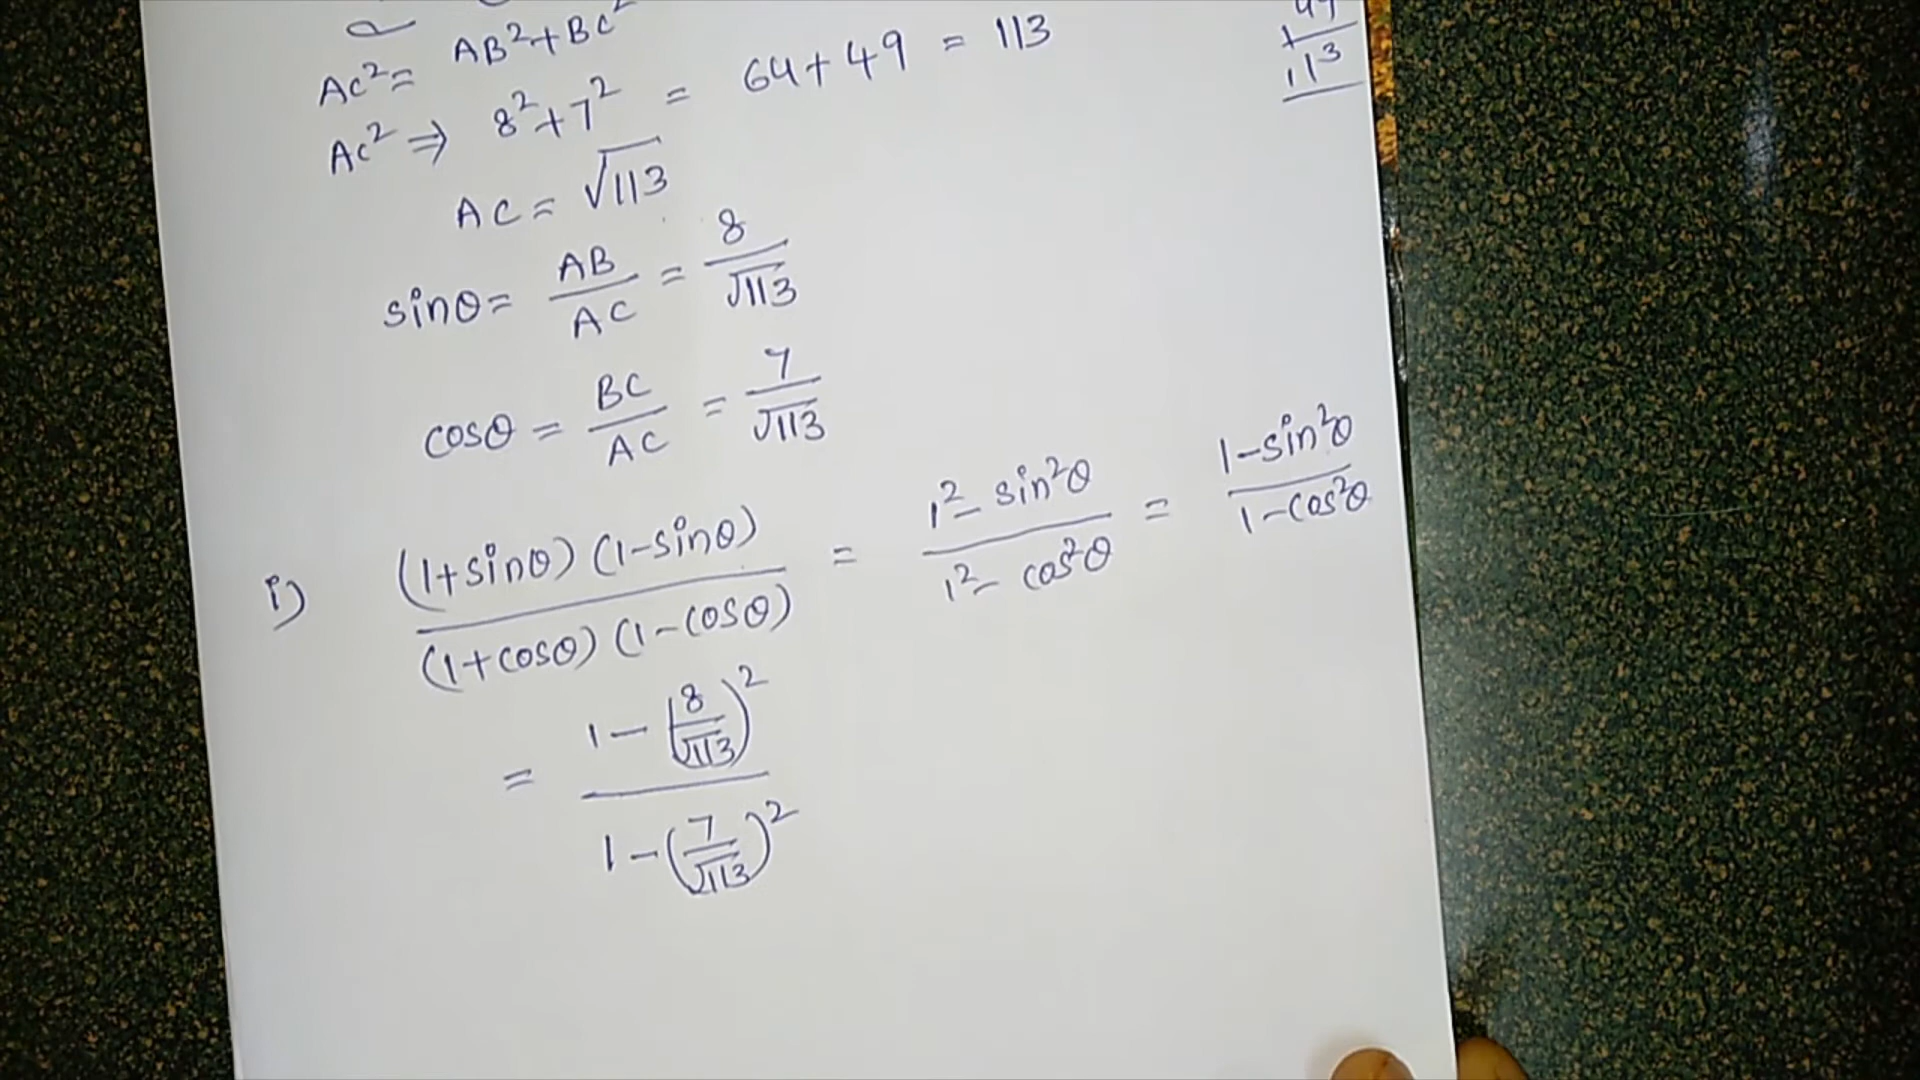 AC² = AB² + BC²
AC² ⇒ 8² + 7² = 64 + 49 = 113
+ 49
113
AC = √113
sinθ = AB/AC = 8/√113
cosθ = BC/AC = 7/√113
i) (1+sinθ)(1-sinθ)/(1+cosθ)(1-cosθ) = 1² - sin²θ/1² - cos²θ = 1-sin²θ/1-cos²θ
= 1-(8/√113)²/1-(7/√113)²